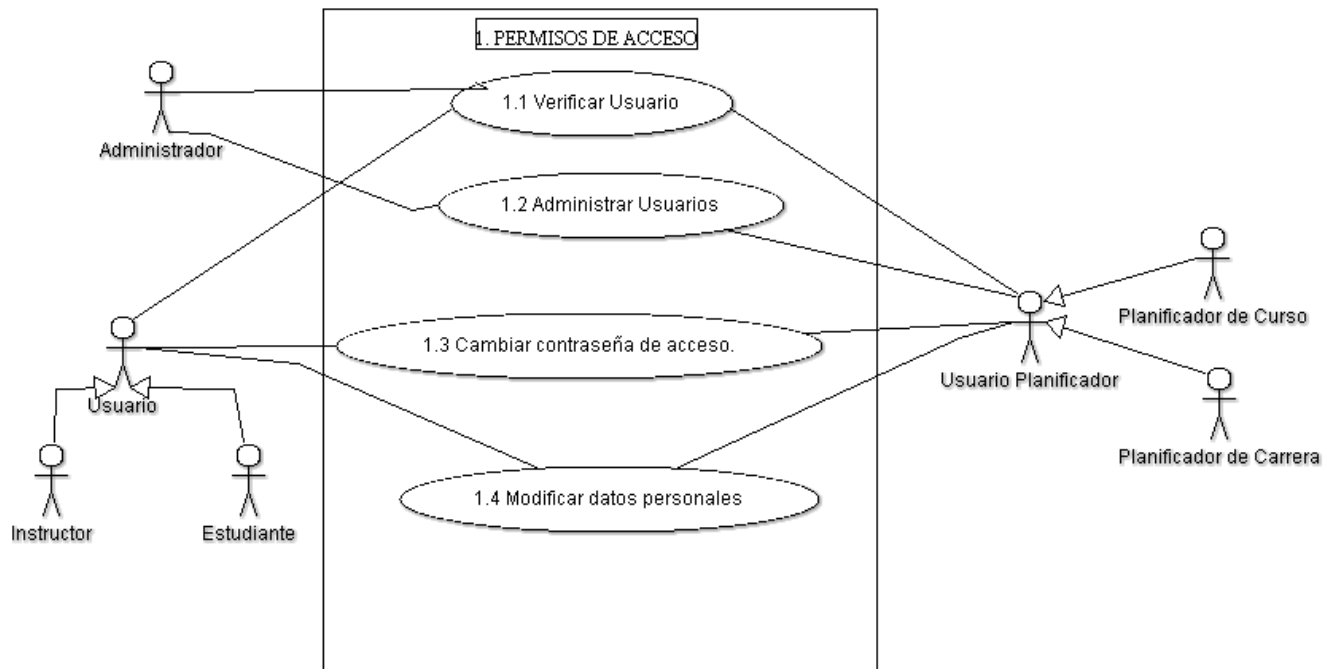 1. PERMISOS DE ACCESO
1.1 Verificar Usuario
Administrador
1.2 Administrar Usuarios
Planificador de Curso
1.3 Cambiar contraseña de acceso.
Usuario Planificador
Usuario
Planificador de Carrera
1.4 Modificar datos personales
Instructor
Estudiante